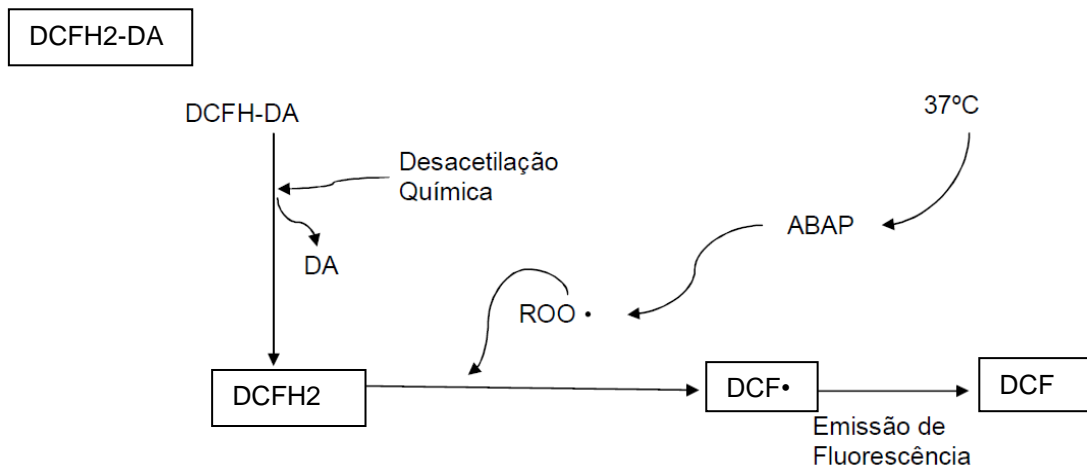 DCFH2-DA
DCFH-DA
37ºC
Desacetilação
Química
ABAP
DA
ROO •
DCFH2
DCF•
DCF
Emissão de
Fluorescência